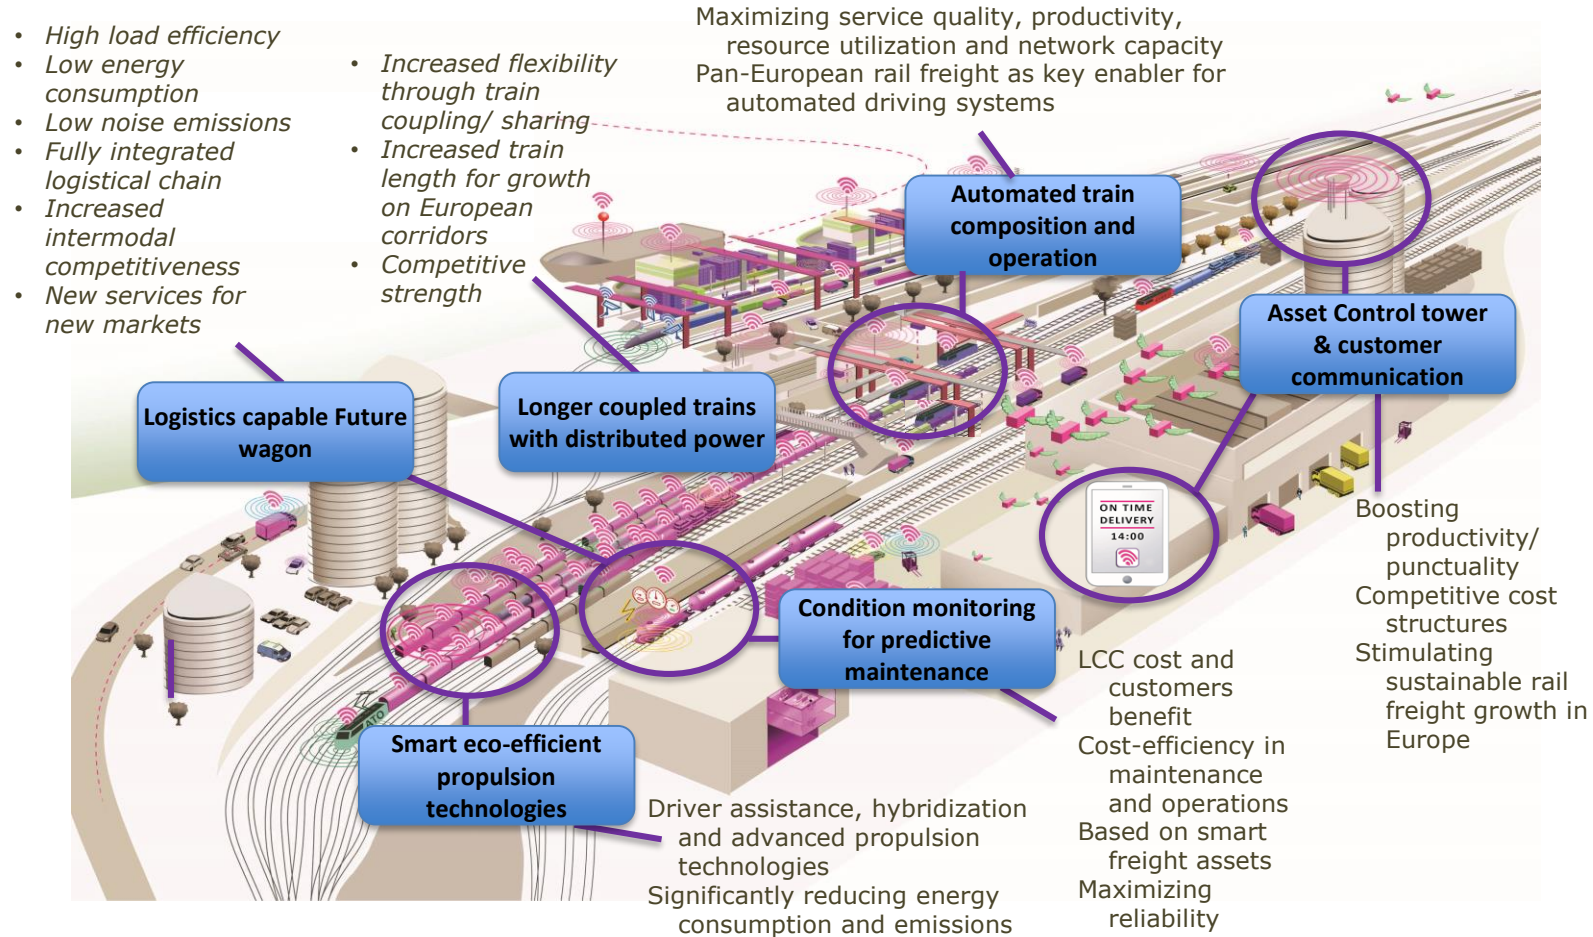 • High load efficiency
• Low energy
consumption
• Low noise emissions
• Fully integrated
logistical chain
• Increased
intermodal
competitiveness
• New services for
new markets
• Increased flexibility
through train
coupling/ sharing
• Increased train
length for growth
on European
corridors
• Competitive
strength
Maximizing service quality, productivity,
resource utilization and network capacity
Pan-European rail freight as key enabler for
automated driving systems
Automated train
composition and
operation
Asset Control tower
& customer
communication
Logistics capable Future
wagon
Longer coupled trains
with distributed power
ON TIME
DELIVERY
14:00
Boosting
productivity/
punctuality
Competitive cost
structures
Stimulating
sustainable rail
freight growth in
Europe
Condition monitoring
for predictive
maintenance
LCC cost and
customers
benefit
Cost-efficiency in
maintenance
and operations
Based on smart
freight assets
Maximizing
reliability
ATO
Smart eco-efficient
propulsion
technologies
Driver assistance, hybridization
and advanced propulsion
technologies
Significantly reducing energy
consumption and emissions